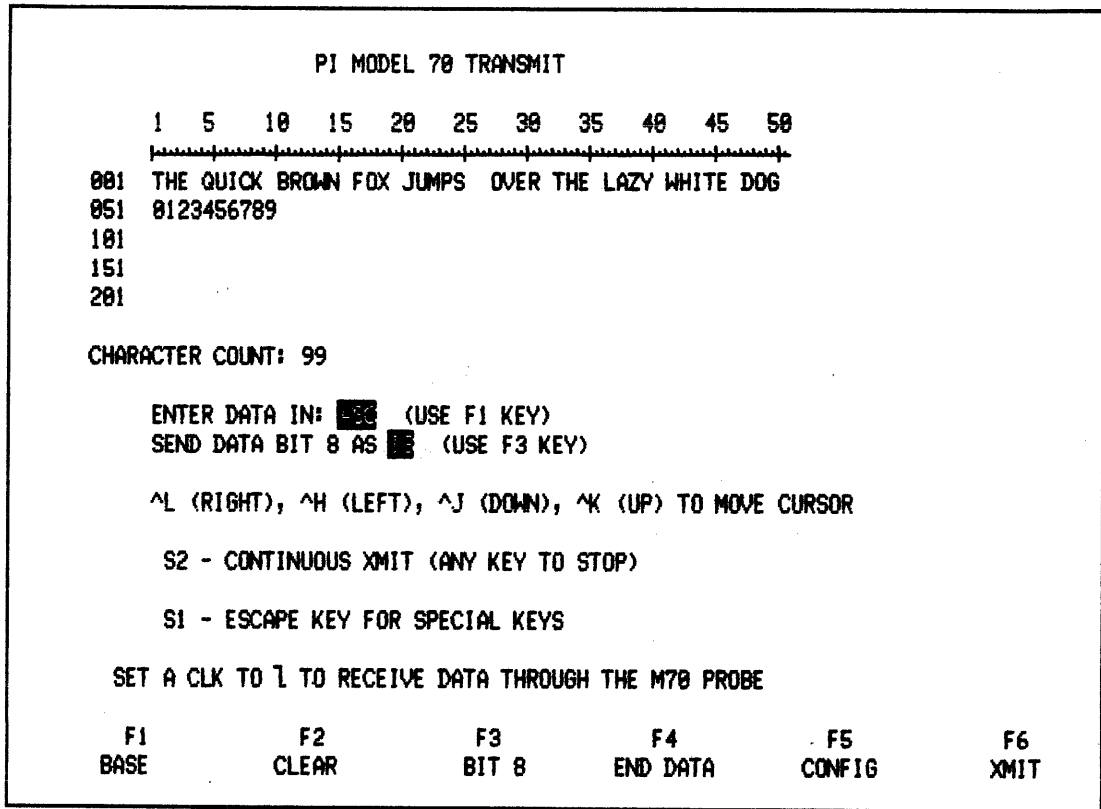 PI MODEL 70 TRANSMIT
1 5 10 15 20 25 30 35 40 45 50
001 THE QUICK BROWN FOX JUMPS  OVER THE LAZY WHITE DOG
051 0123456789
101
151
201
CHARACTER COUNT: 99
ENTER DATA IN: (USE F1 KEY)
SEND DATA BIT 8 AS (USE F3 KEY)
^L (RIGHT), ^H (LEFT), ^J (DOWN), ^K (UP) TO MOVE CURSOR
S2 - CONTINUOUS XMIT (ANY KEY TO STOP)
S1 - ESCAPE KEY FOR SPECIAL KEYS
SET A CLK TO l TO RECEIVE DATA THROUGH THE M70 PROBE
F1 F2 F3 F4 F5 F6
BASE CLEAR BIT 8 END DATA CONFIG XMIT